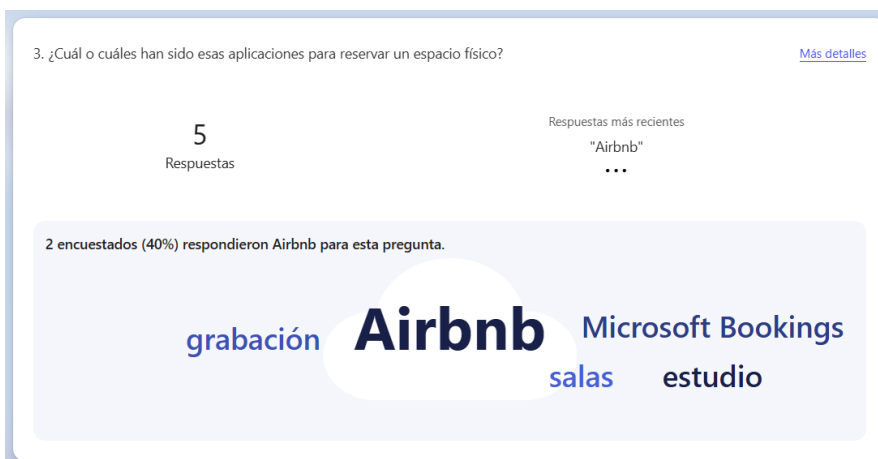 3. ¿Cuál o cuáles han sido esas aplicaciones para reservar un espacio físico?
Más detalles
5
Respuestas
Respuestas más recientes
"Airbnb"
...
2 encuestados (40%) respondieron Airbnb para esta pregunta.
grabación
Airbnb
Microsoft Bookings
salas
estudio